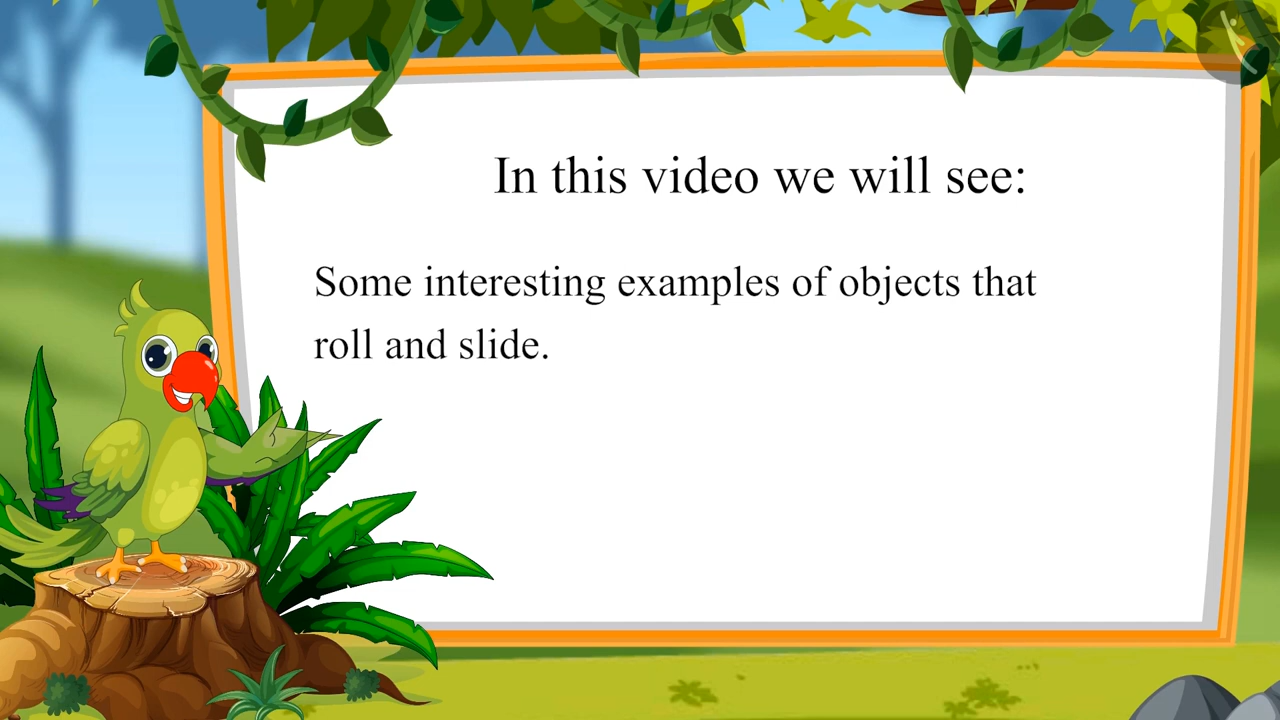 In this video we will see:
Some interesting examples of objects that
roll and slide.